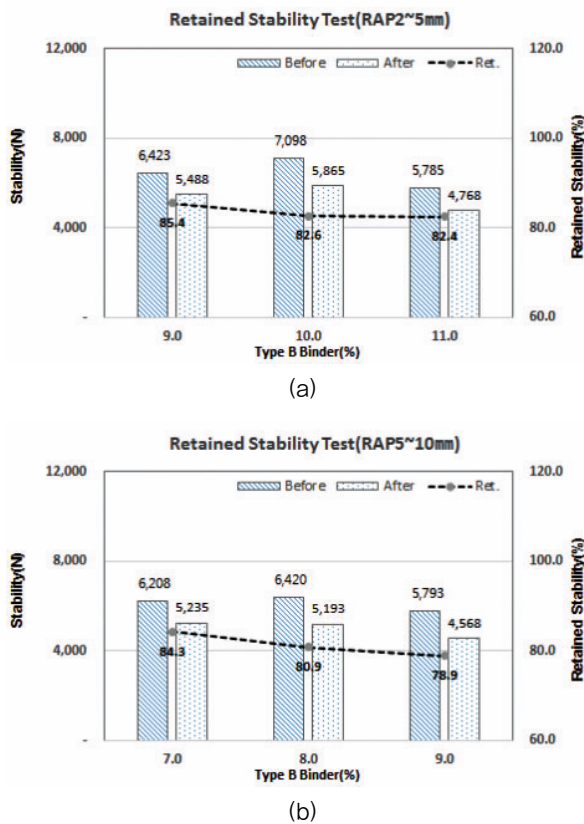 Retained Stability Test(RAP2~5㎜)
12,000 120.0
Before After Ret.
8,000 100.0
7,098
6,423
5,865 5,785
5,488
4,768
4,000 80.0
85.4 82.6 82.4
- 60.0
9.0 10.0 11.0
Type B Binder(%)
Stability(N)
Retained Stability(%)
(a)
Retained Stability Test(RAP5~10㎜)
12,000 120.0
Before After Ret.
8,000 100.0
6,208 6,420 5,793
5,235 5,193 4,568
4,000 80.0
84.3 80.9 78.9
- 60.0
7.0 8.0 9.0
Type B Binder(%)
Stability(N)
Retained Stability(%)
(b)